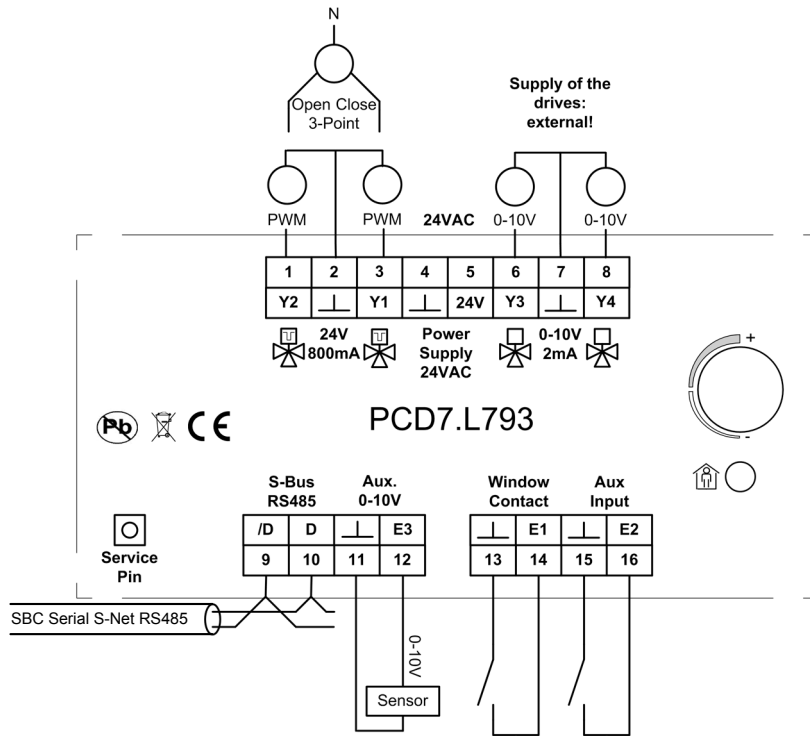 N
Open Close
3-Point
Supply of the
drives:
external!
PWM
PWM
24VAC
0-10V
0-10V
1 2 3 4 5 6 7 8
Y2 Y1 24V Y3 Y4
24V
800mA
Power
Supply
24VAC
0-10V
2mA
+
-
Pb
CE
PCD7.L793
S-Bus
RS485
Aux.
0-10V
Window
Contact
Aux
Input
/D D E3 E1 E2
9 10 11 12 13 14 15 16
Service
Pin
SBC Serial S-Net RS485
0-10V
Sensor